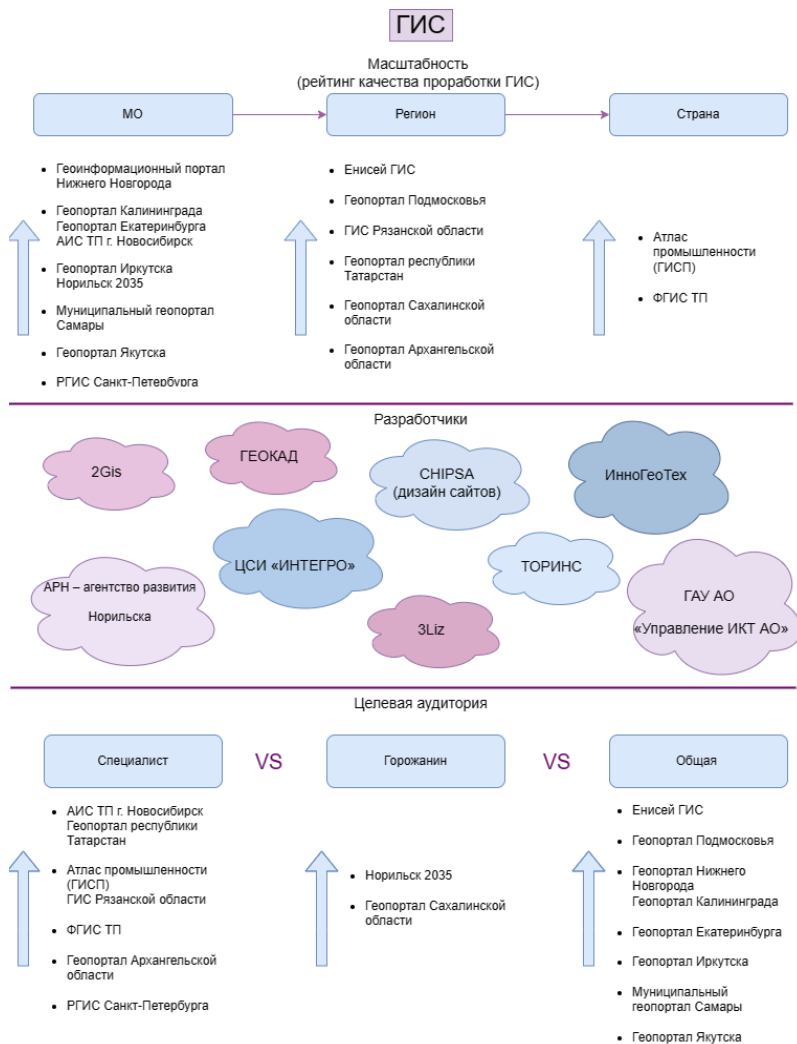 ГИС
Масштабность
(рейтинг качества проработки ГИС)
МО
Регион
Страна
Геоинформационный портал
Нижнего Новгорода
Геопортал Калининграда
Геопортал Екатеринбурга
АИС ТП г. Новосибирск
Геопортал Иркутска
Норильск 2035
Муниципальный геопортал
Самары
Геопортал Якутска
РГИС Санкт-Петербурга
Енисей ГИС
Геопортал Подмосковья
ГИС Рязанской области
Геопортал республики
Татарстан
Геопортал Сахалинской
области
Геопортал Архангельской
области
Атлас
промышленности
(ГИСП)
ФГИС ТП
Разработчики
2Gis
ГЕОКАД
CHIPSA
(дизайн сайтов)
ИнноГеоТех
ЦСИ «ИНТЕГРО»
ТОРИНС
АРН – агентство развития
Норильска
3Liz
ГАУ АО
«Управление ИКТ АО»
Целевая аудитория
Специалист
VS
Горожанин
VS
Общая
АИС ТП г. Новосибирск
Геопортал республики
Татарстан
Атлас промышленности
(ГИСП)
ГИС Рязанской области
ФГИС ТП
Геопортал Архангельской
области
РГИС Санкт-Петербурга
Норильск 2035
Геопортал Сахалинской
области
Енисей ГИС
Геопортал Подмосковья
Геопортал Нижнего
Новгорода
Геопортал Калининграда
Геопортал Екатеринбурга
Геопортал Иркутска
Муниципальный
геопортал Самары
Геопортал Якутска